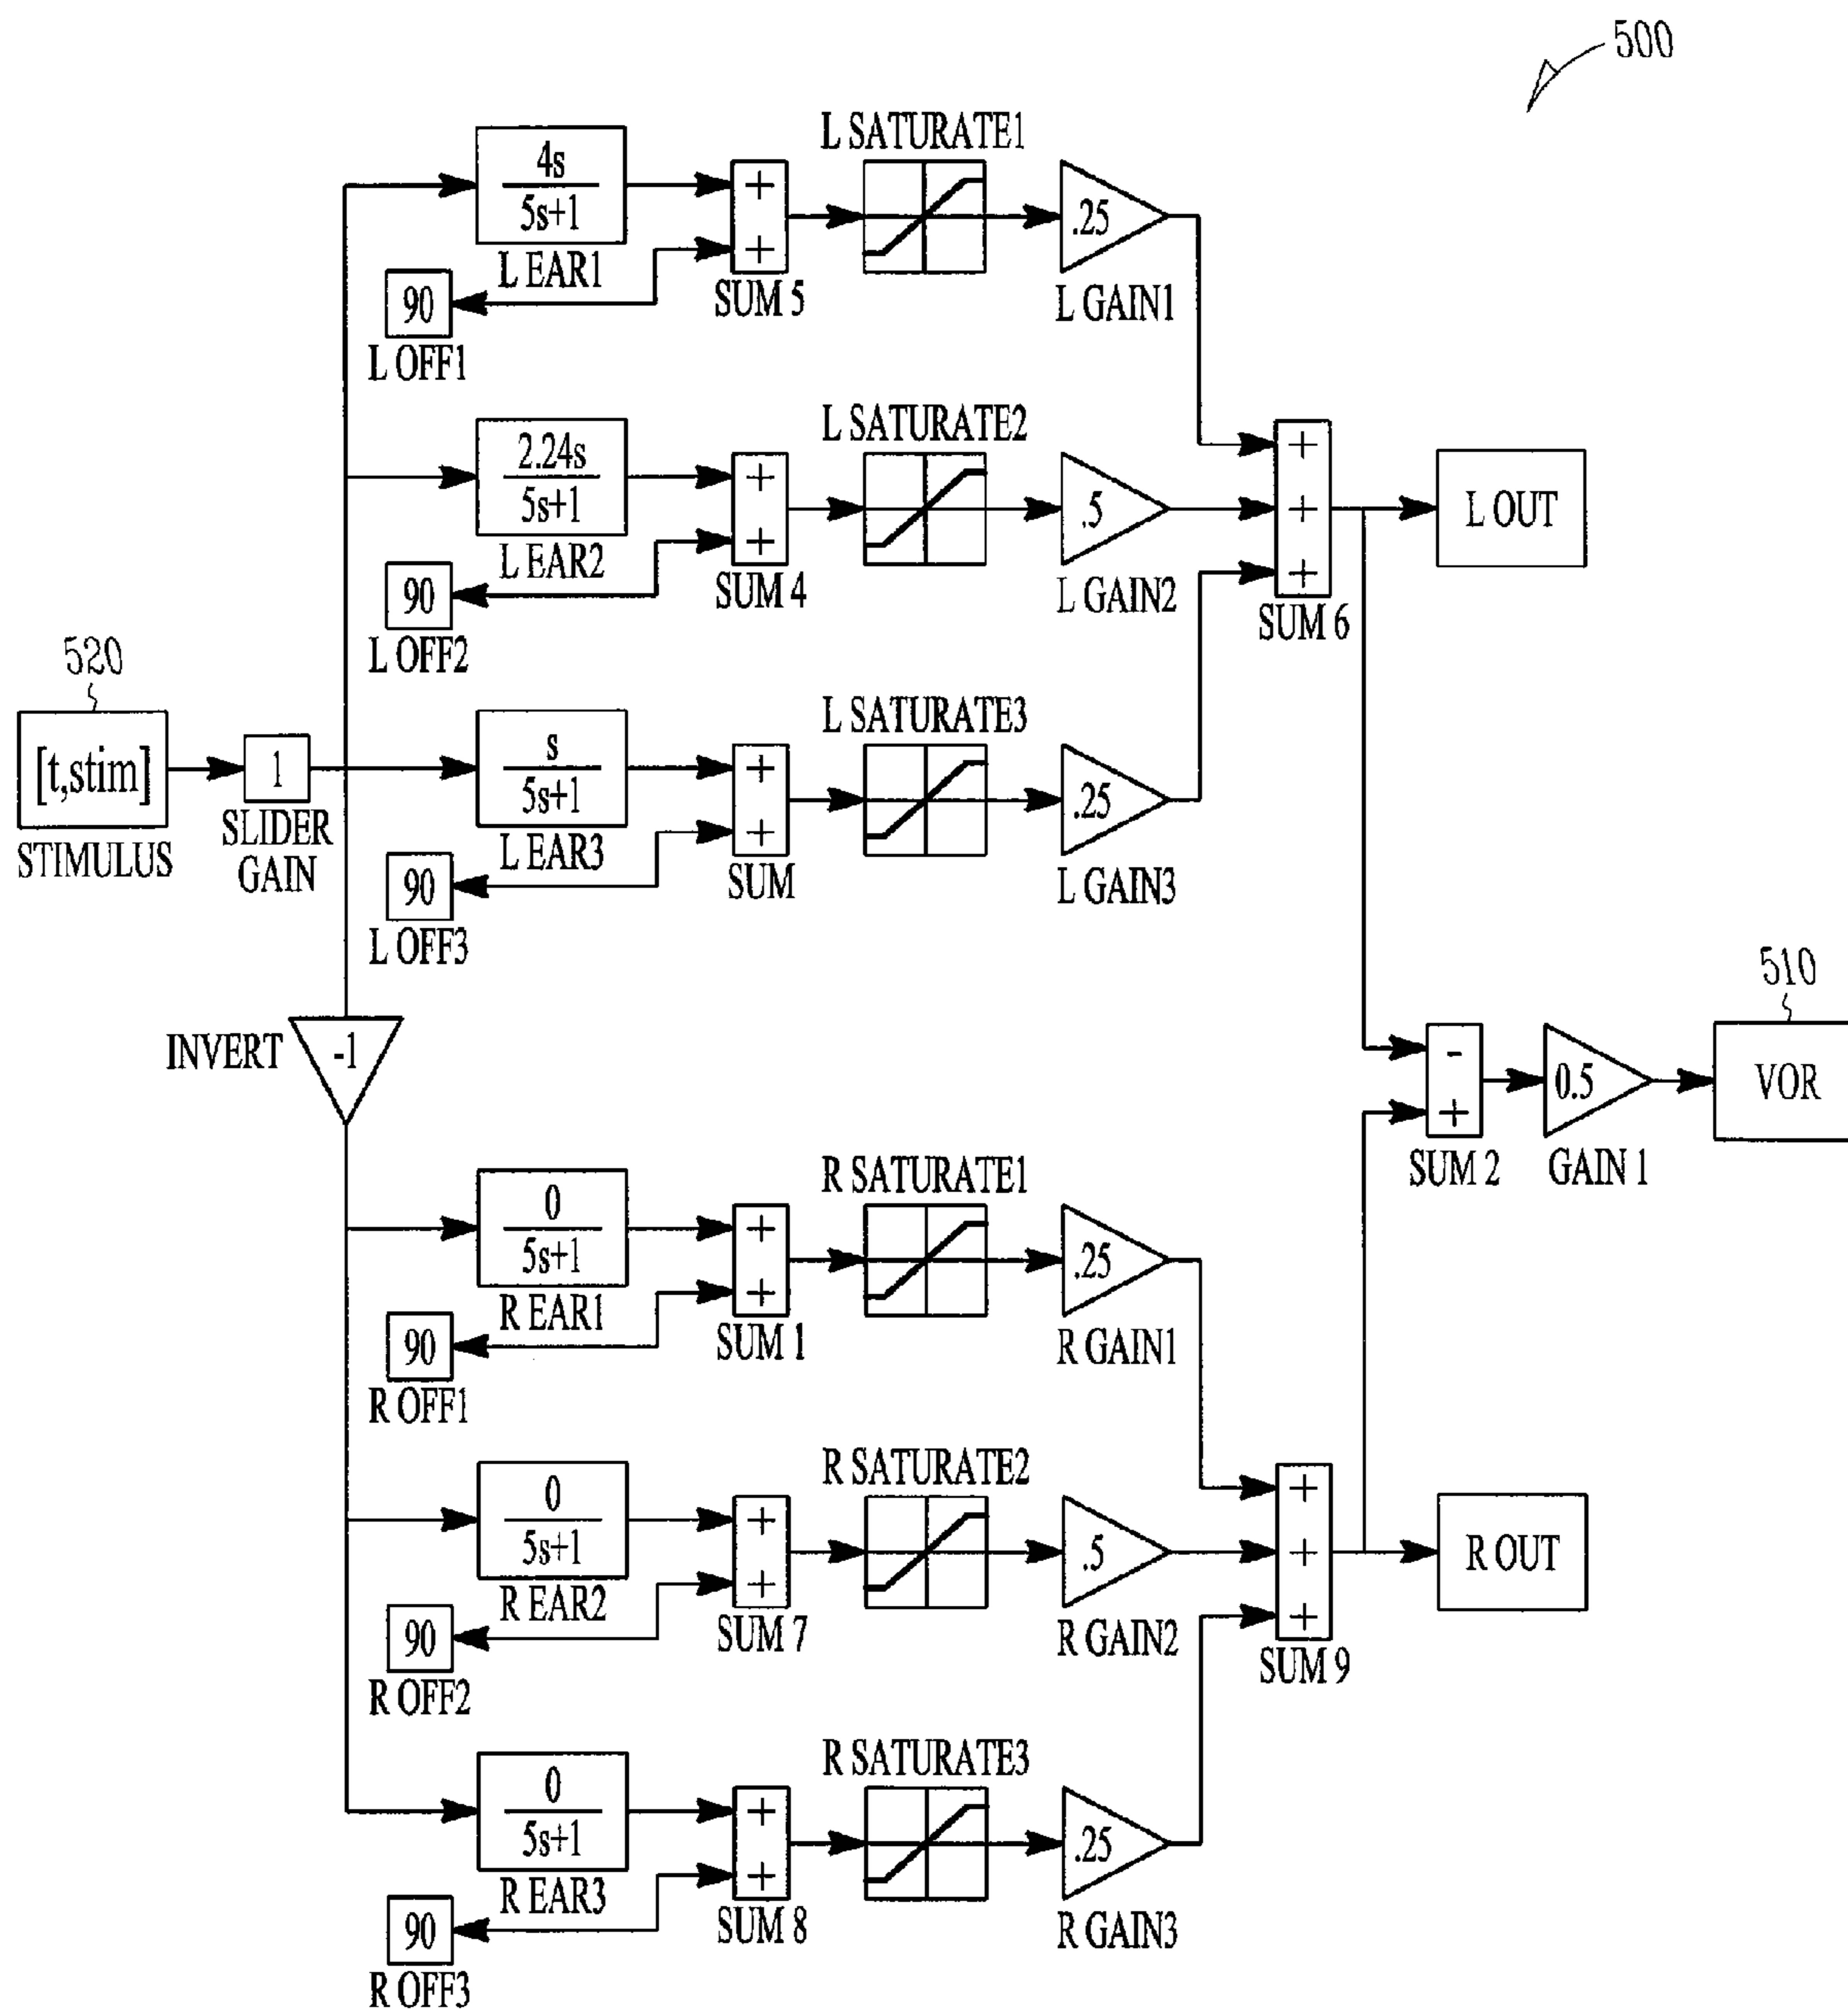 500
L SATURATE1
4s
5s+1
L EAR1
+
+
SUM 5
.25
L GAIN1
90
L OFF1
L SATURATE2
2.24s
5s+1
L EAR2
+
+
SUM 4
.5
L GAIN2
90
L OFF2
+
+
+
SUM 6
L OUT
520
[t,stim]
STIMULUS
1
SLIDER
GAIN
L SATURATE3
s
5s+1
L EAR3
+
+
SUM
.25
L GAIN3
90
L OFF3
INVERT
-1
-
+
SUM 2
0.5
GAIN 1
510
VOR
R SATURATE1
0
5s+1
R EAR1
+
+
SUM 1
.25
R GAIN1
90
R OFF1
R SATURATE2
0
5s+1
R EAR2
+
+
SUM 7
.5
R GAIN2
90
R OFF2
+
+
+
SUM 9
R OUT
R SATURATE3
0
5s+1
R EAR3
+
+
SUM 8
.25
R GAIN3
90
R OFF3